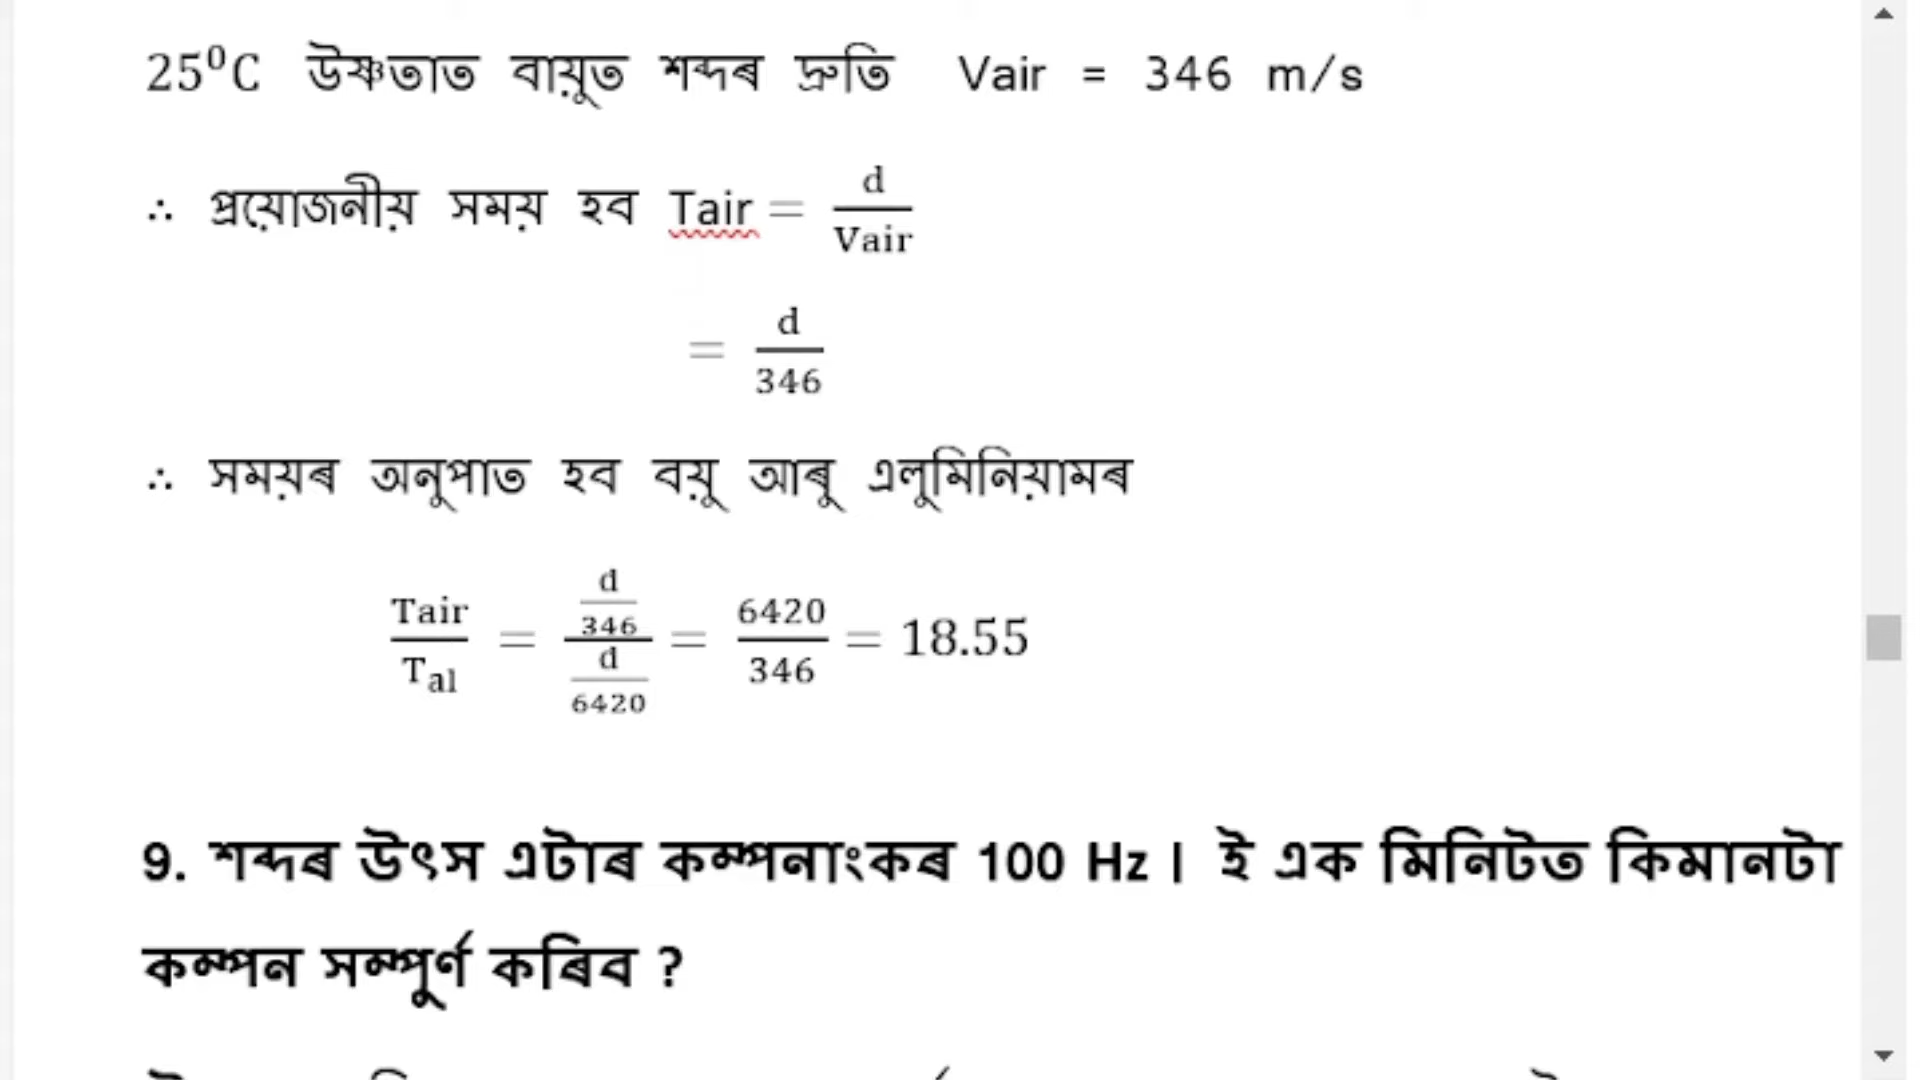 25⁰C উষ্ণতাত বায়ুত শব্দৰ দ্ৰুতি Vair = 346 m/s
∴ প্ৰয়োজনীয় সময় হব Tair = d/Vair
= d/346
∴ সময়ৰ অনুপাত হব বয়ু আৰু এলুমিনিয়ামৰ
Tair/Tal = (d/346)/(d/6420) = 6420/346 = 18.55
9. শব্দৰ উৎস এটাৰ কম্পনাংকৰ 100 Hz। ই এক মিনিটত কিমানটা
কম্পন সম্পুৰ্ণ কৰিব ?